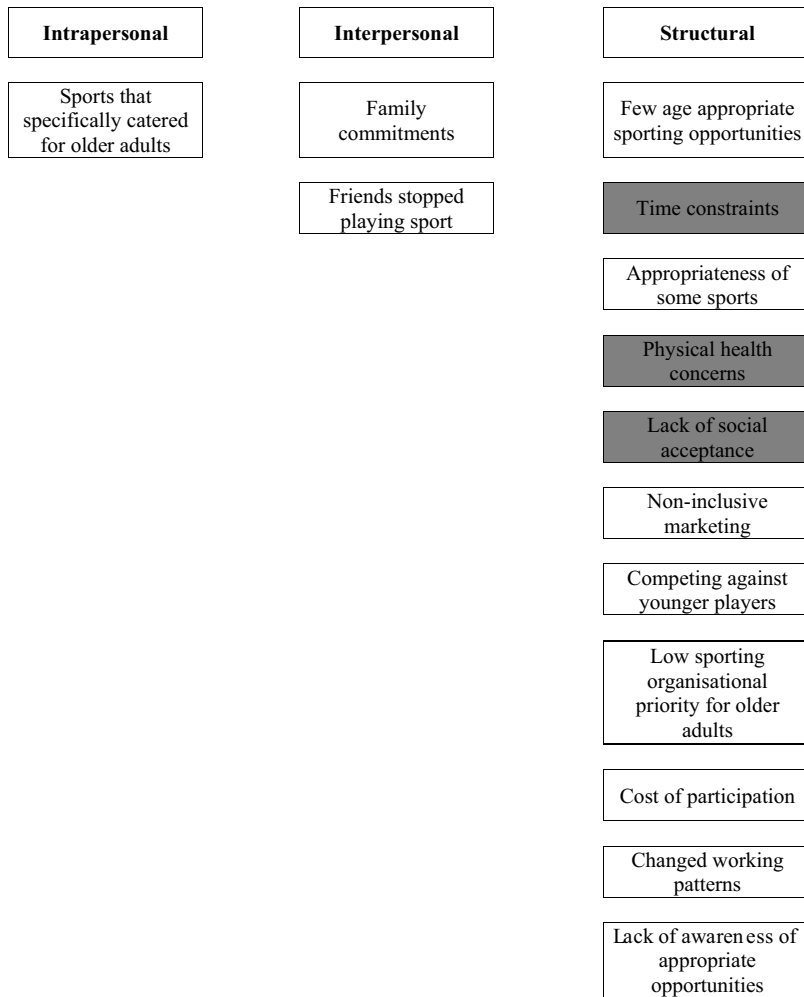 Intrapersonal
Sports that
specifically catered
for older adults
Interpersonal
Family
commitments
Friends stopped
playing sport
Structural
Few age appropriate
sporting opportunities
Time constraints
Appropriateness of
some sports
Physical health
concerns
Lack of social
acceptance
Non-inclusive
marketing
Competing against
younger players
Low sporting
organisational
priority for older
adults
Cost of participation
Changed working
patterns
Lack of awareness of
appropriate
opportunities